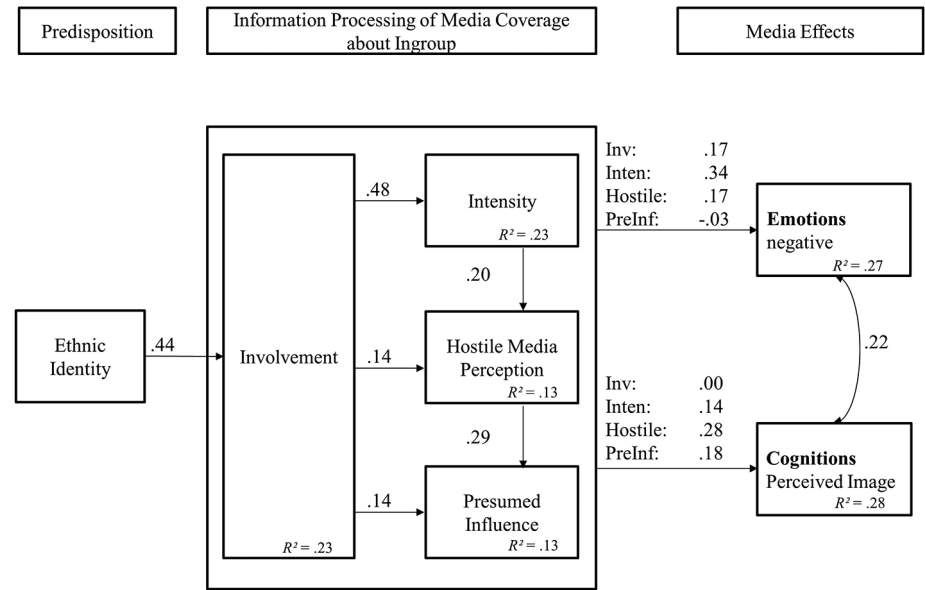 Predisposition
Information Processing of Media Coverage
about Ingroup
Media Effects
Ethnic
Identity
.44
Involvement
R² = .23
.48
Intensity
R² = .23
.20
.14
Hostile Media
Perception
R² = .13
.29
.14
Presumed
Influence
R² = .13
Inv: .17
Inten: .34
Hostile: .17
PreInf: -.03
Emotions
negative
R² = .27
.22
Inv: .00
Inten: .14
Hostile: .28
PreInf: .18
Cognitions
Perceived Image
R² = .28